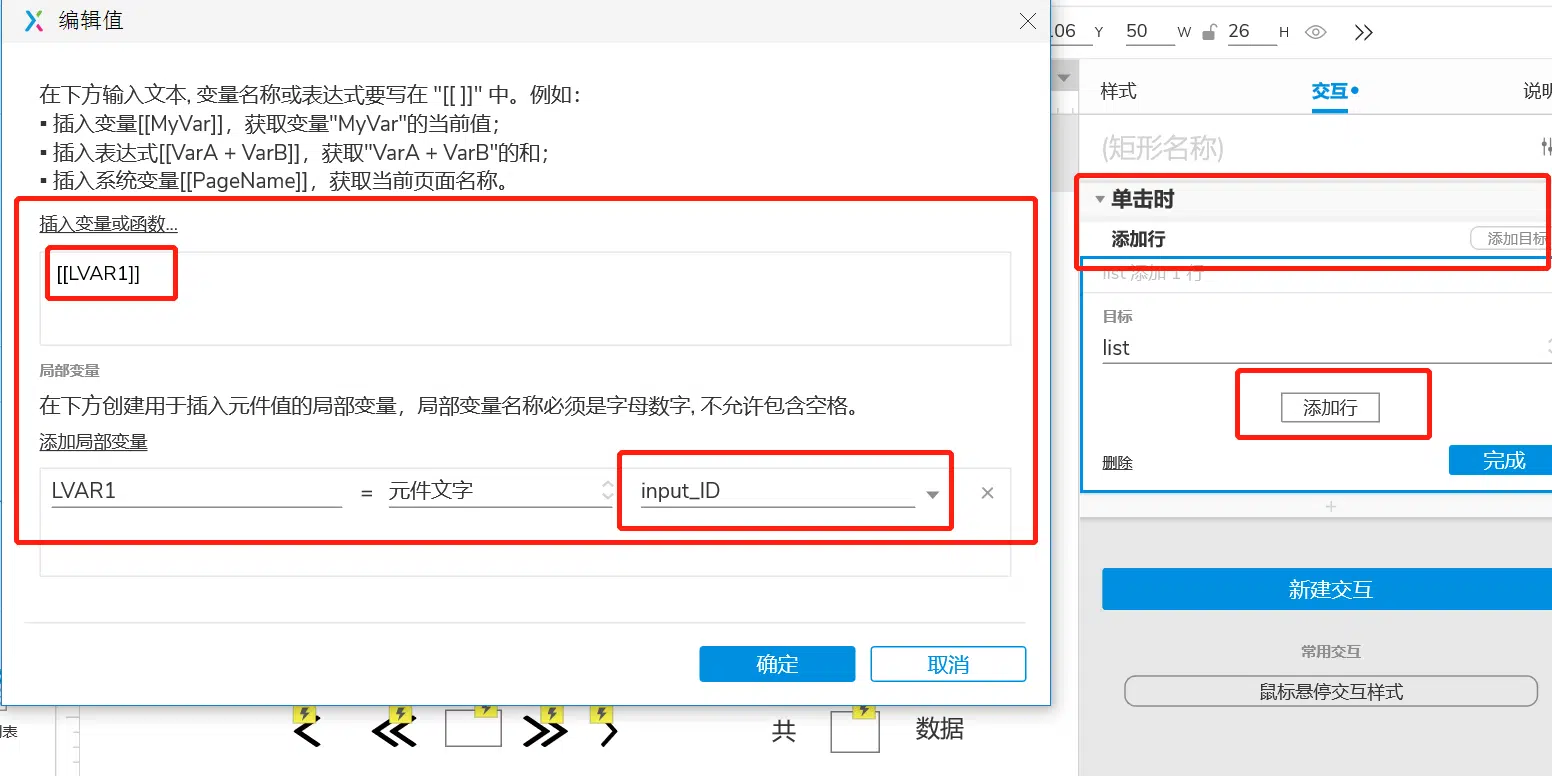 编辑值
在下方输入文本, 变量名称或表达式要写在 "[[ ]]" 中。例如:
▪ 插入变量[[MyVar]]，获取变量"MyVar"的当前值;
▪ 插入表达式[[VarA + VarB]]，获取"VarA + VarB"的和;
▪ 插入系统变量[[PageName]]，获取当前页面名称。
插入变量或函数...
[[LVAR1]]
局部变量
在下方创建用于插入元件值的局部变量，局部变量名称必须是字母数字, 不允许包含空格。
添加局部变量
LVAR1 = 元件文字 input_ID
确定 取消
共 数据
表
06 Y 50 W 26 H
样式 交互 说明
(矩形名称)
单击时
添加行 添加目标
list 添加 1 行
目标
list
添加行
删除 完成
新建交互
常用交互
鼠标悬停交互样式